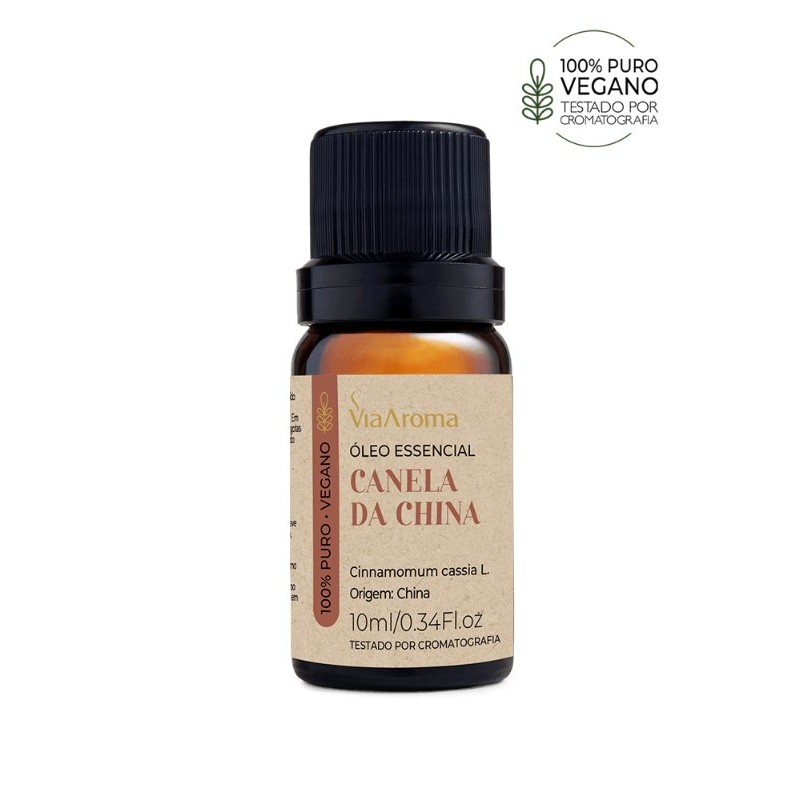 100% PURO
VEGANO
TESTADO POR
CROMATOGRAFIA
ViaAroma
ÓLEO ESSENCIAL
CANELA
DA CHINA
Cinnamomum cassia L.
Origem: China
10ml/0.34Fl.oz
TESTADO POR CROMATOGRAFIA
100% PURO • VEGANO
Em